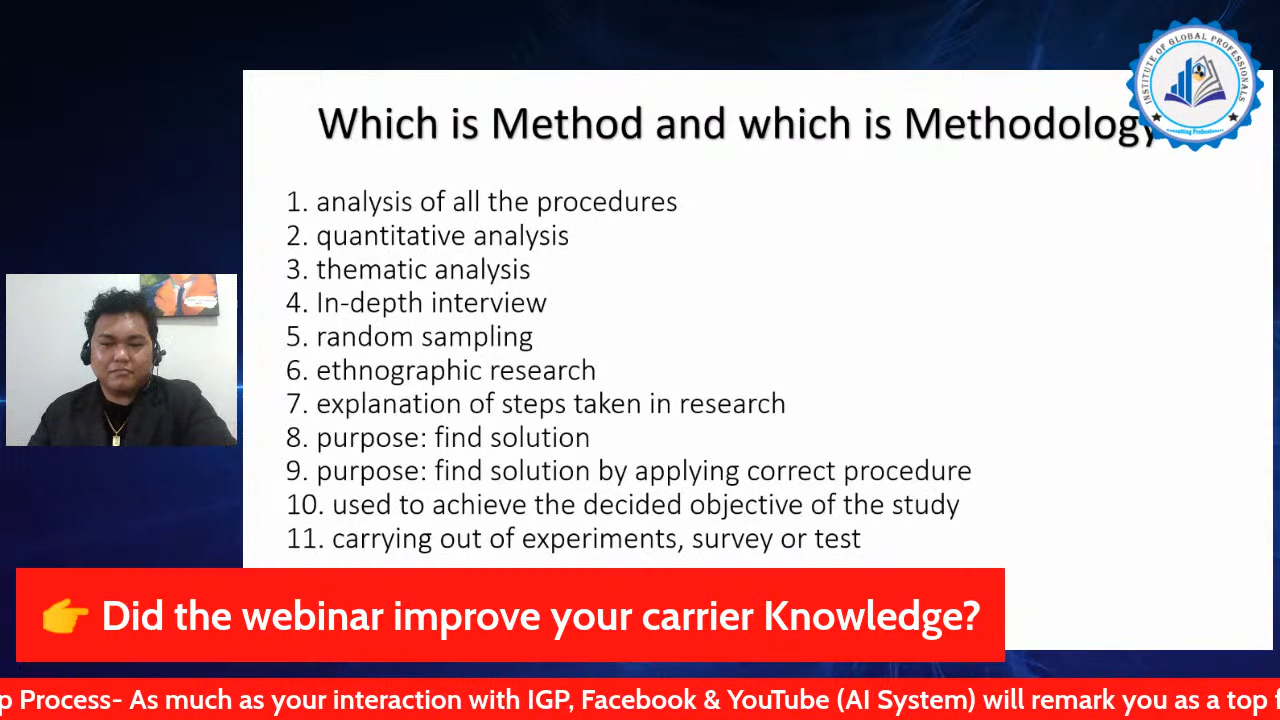 INSTITUTE OF GLOBAL PROFESSIONALS
Consulting Professionals
Which is Method and which is Methodology
1. analysis of all the procedures
2. quantitative analysis
3. thematic analysis
4. In-depth interview
5. random sampling
6. ethnographic research
7. explanation of steps taken in research
8. purpose: find solution
9. purpose: find solution by applying correct procedure
10. used to achieve the decided objective of the study
11. carrying out of experiments, survey or test
👉 Did the webinar improve your carrier Knowledge?
p Process- As much as your interaction with IGP, Facebook & YouTube (AI System) will remark you as a top